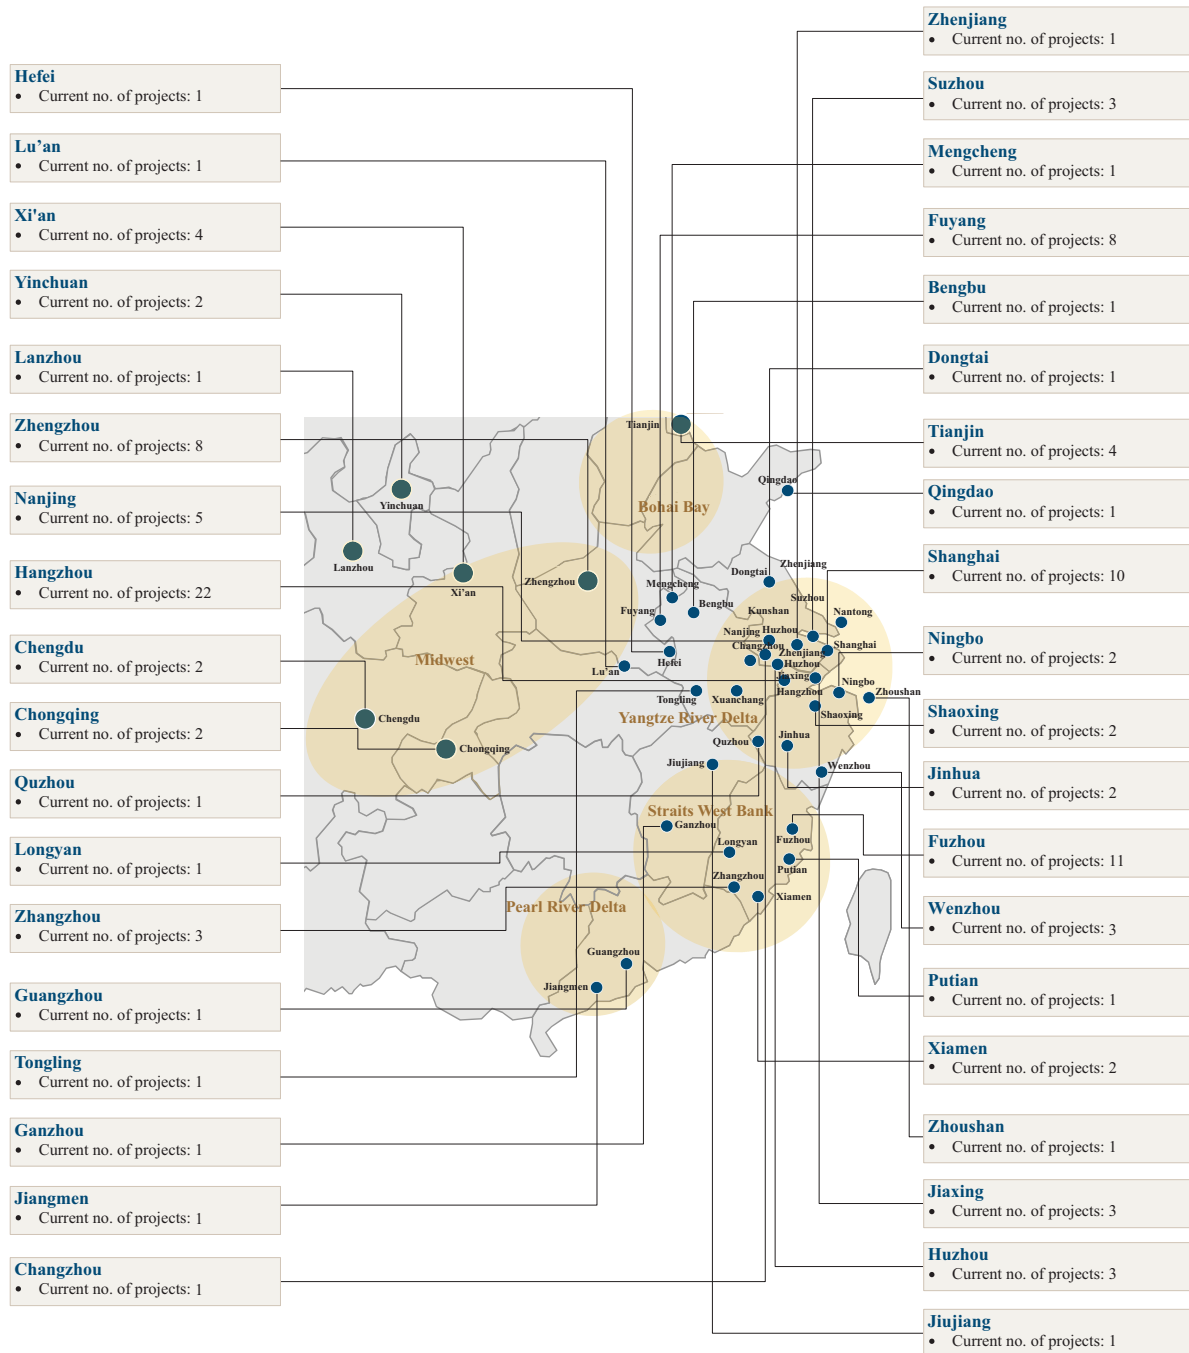 Hefei
• Current no. of projects: 1
Lu’an
• Current no. of projects: 1
Xi'an
• Current no. of projects: 4
Yinchuan
• Current no. of projects: 2
Lanzhou
• Current no. of projects: 1
Zhengzhou
• Current no. of projects: 8
Nanjing
• Current no. of projects: 5
Hangzhou
• Current no. of projects: 22
Chengdu
• Current no. of projects: 2
Chongqing
• Current no. of projects: 2
Quzhou
• Current no. of projects: 1
Longyan
• Current no. of projects: 1
Zhangzhou
• Current no. of projects: 3
Guangzhou
• Current no. of projects: 1
Tongling
• Current no. of projects: 1
Ganzhou
• Current no. of projects: 1
Jiangmen
• Current no. of projects: 1
Changzhou
• Current no. of projects: 1
Tianjin
Qingdao
Bohai Bay
Yinchuan
Lanzhou
Xi’an
Zhengzhou
Zhenjiang
Dongtai
Mengcheng
Bengbu
Suzhou
Kunshan
Nantong
Fuyang
Nanjing
Huzhou
Changzhou
Zhenjiang
Shanghai
Midwest
Hefei
Huzhou
Lu’an
Jiaxing
Hangzhou
Ningbo
Zhoushan
Tongling
Xuanchang
Shaoxing
Yangtze River Delta
Chengdu
Chongqing
Quzhou
Jinhua
Jiujiang
Wenzhou
Straits West Bank
Ganzhou
Longyan
Fuzhou
Putian
Zhangzhou
Xiamen
Pearl River Delta
Guangzhou
Jiangmen
Zhenjiang
• Current no. of projects: 1
Suzhou
• Current no. of projects: 3
Mengcheng
• Current no. of projects: 1
Fuyang
• Current no. of projects: 8
Bengbu
• Current no. of projects: 1
Dongtai
• Current no. of projects: 1
Tianjin
• Current no. of projects: 4
Qingdao
• Current no. of projects: 1
Shanghai
• Current no. of projects: 10
Ningbo
• Current no. of projects: 2
Shaoxing
• Current no. of projects: 2
Jinhua
• Current no. of projects: 2
Fuzhou
• Current no. of projects: 11
Wenzhou
• Current no. of projects: 3
Putian
• Current no. of projects: 1
Xiamen
• Current no. of projects: 2
Zhoushan
• Current no. of projects: 1
Jiaxing
• Current no. of projects: 3
Huzhou
• Current no. of projects: 3
Jiujiang
• Current no. of projects: 1